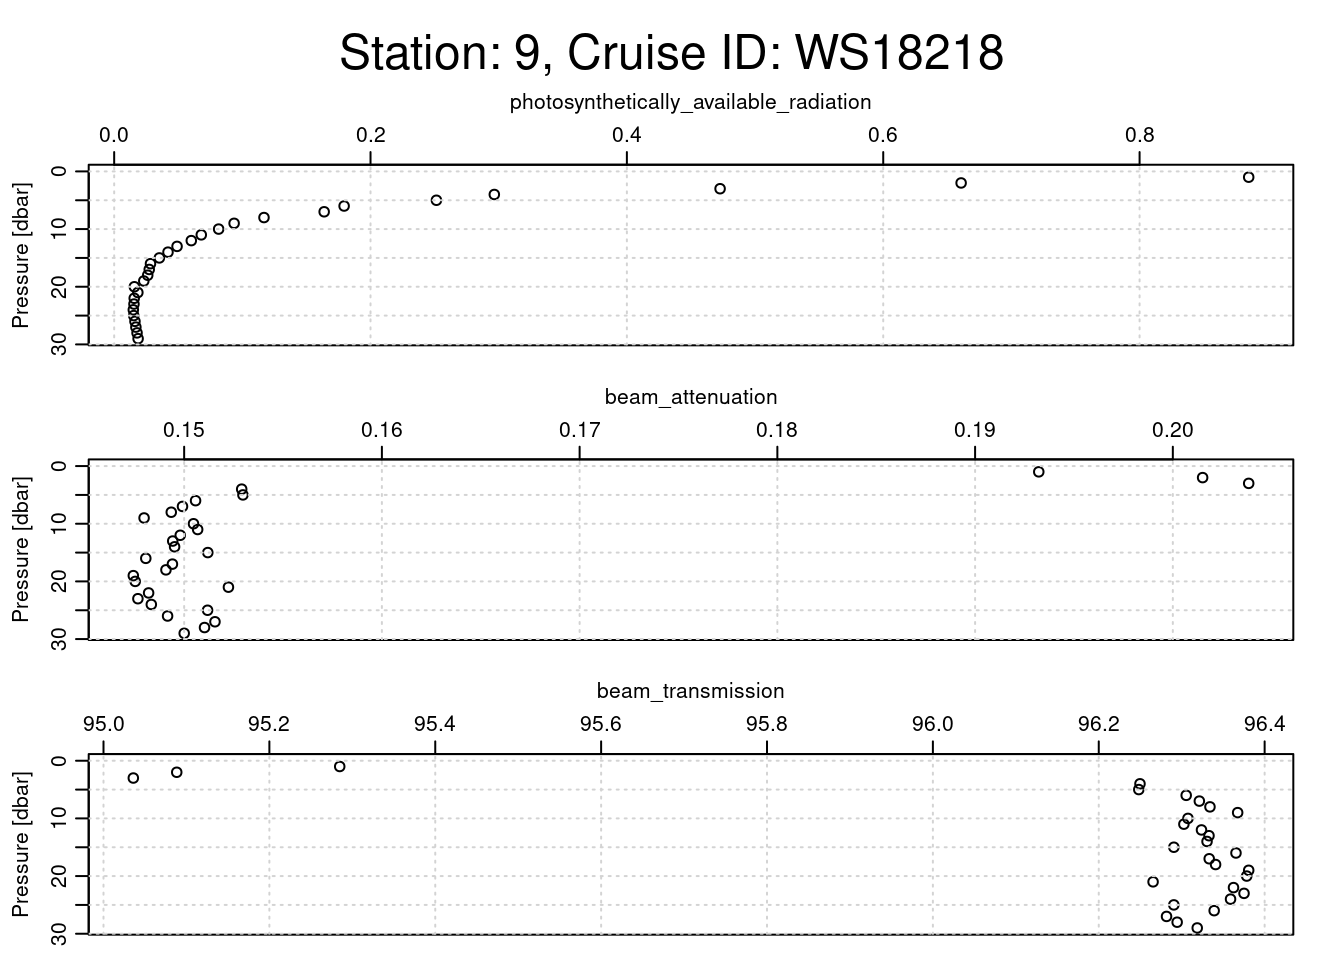 Station: 9, Cruise ID: WS18218
photosynthetically_available_radiation
0.0 0.2 0.4 0.6 0.8
Pressure [dbar]
0
10
20
30
beam_attenuation
0.15 0.16 0.17 0.18 0.19 0.20
Pressure [dbar]
0
10
20
30
beam_transmission
95.0 95.2 95.4 95.6 95.8 96.0 96.2 96.4
Pressure [dbar]
0
10
20
30